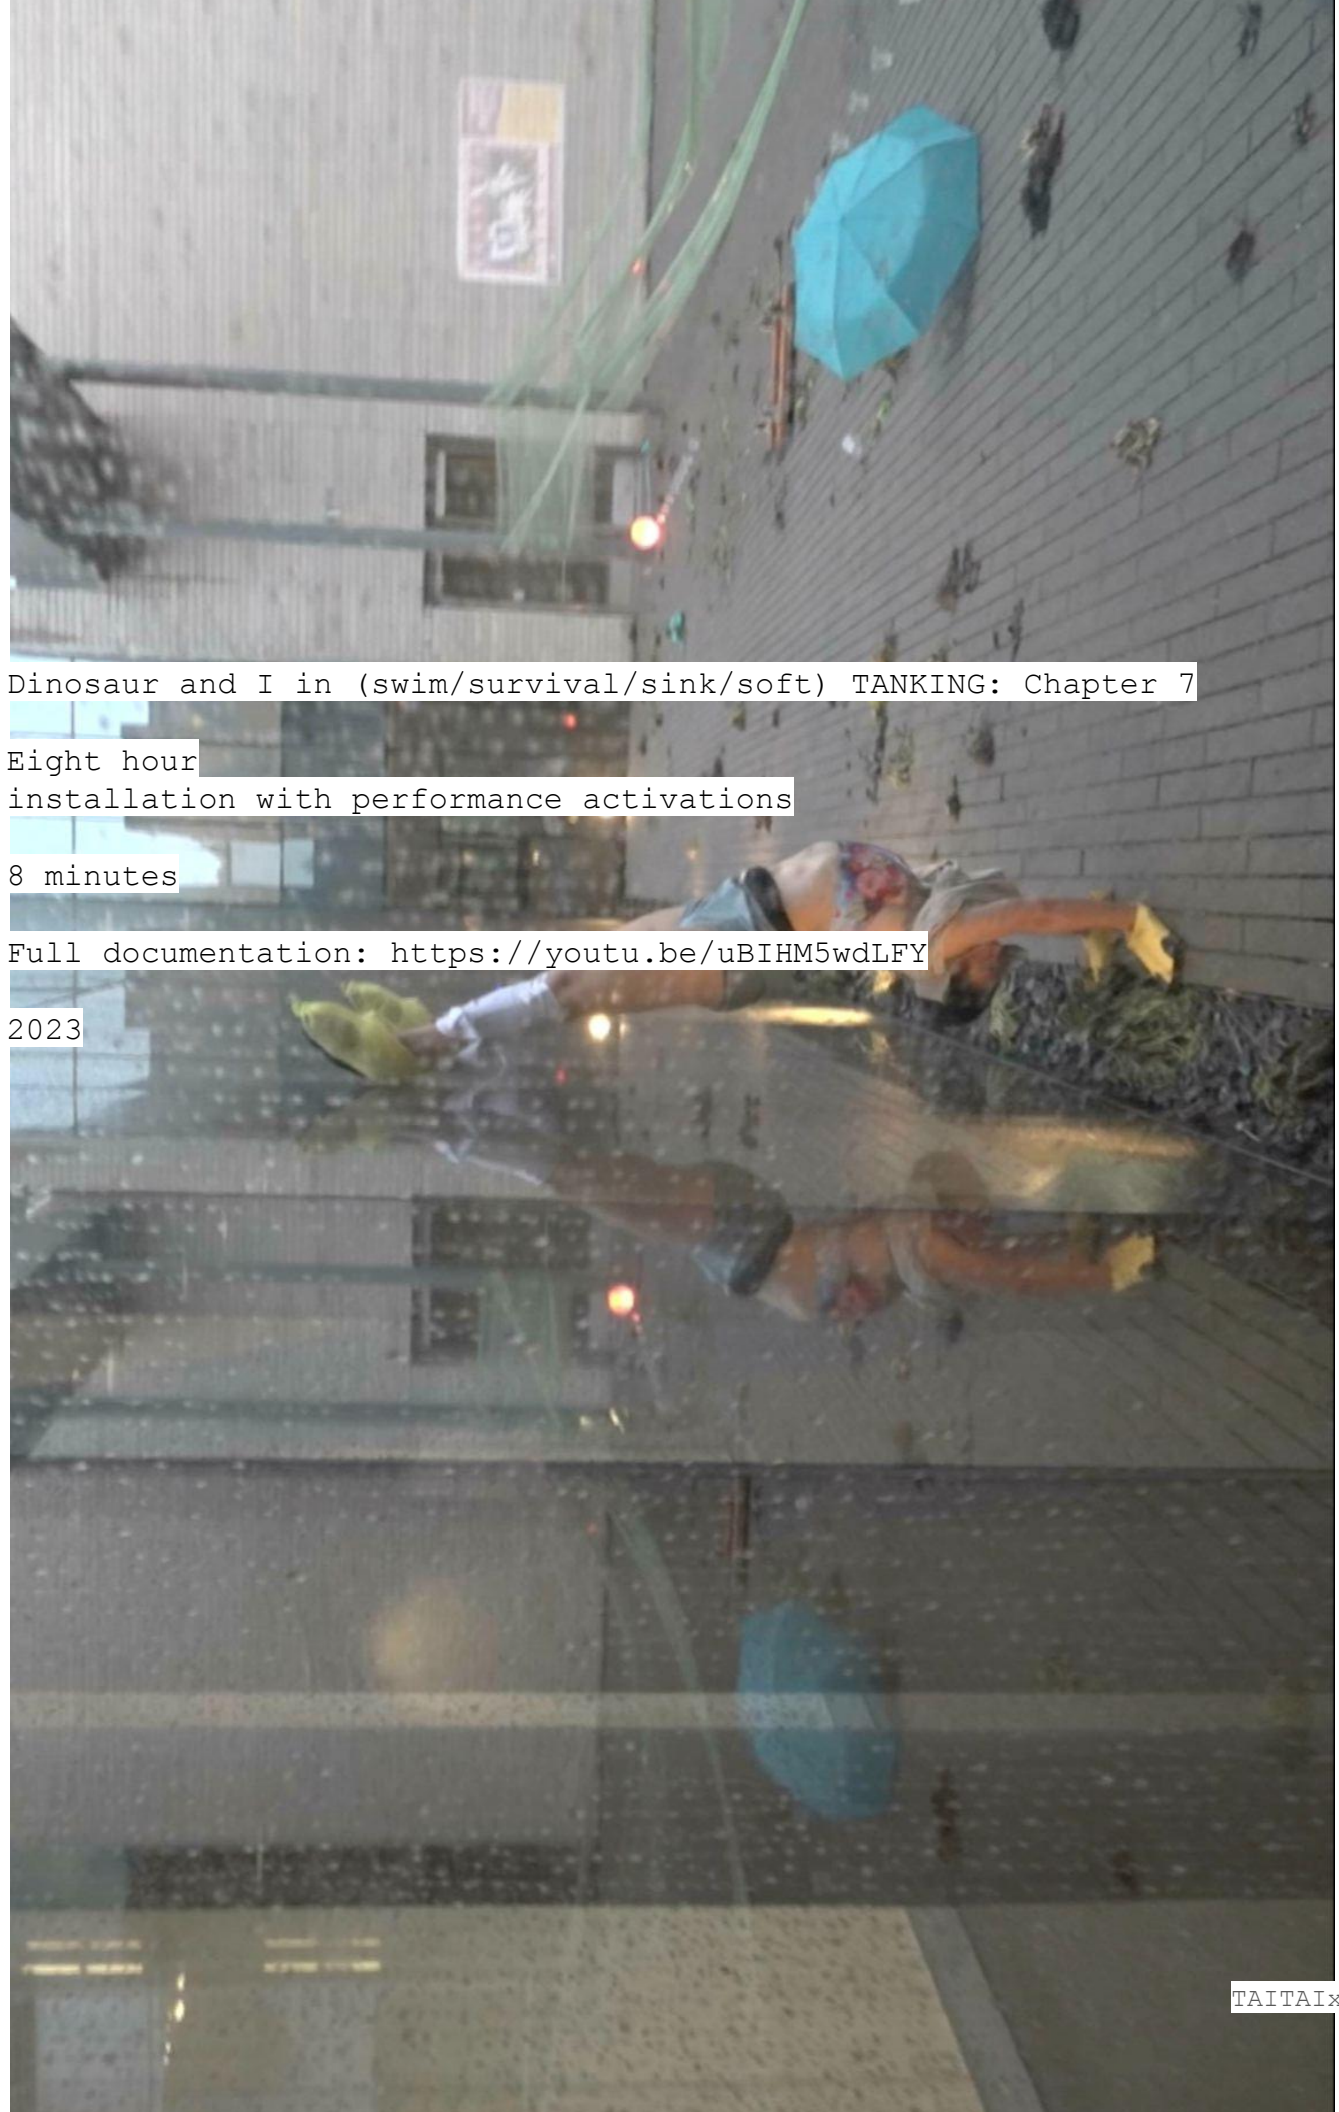 Dinosaur and I in (swim/survival/sink/soft) TANKING: Chapter 7
Eight hour
installation with performance activations
8 minutes
Full documentation: https://youtu.be/uBIHM5wdLFY
2023
TAITAIx